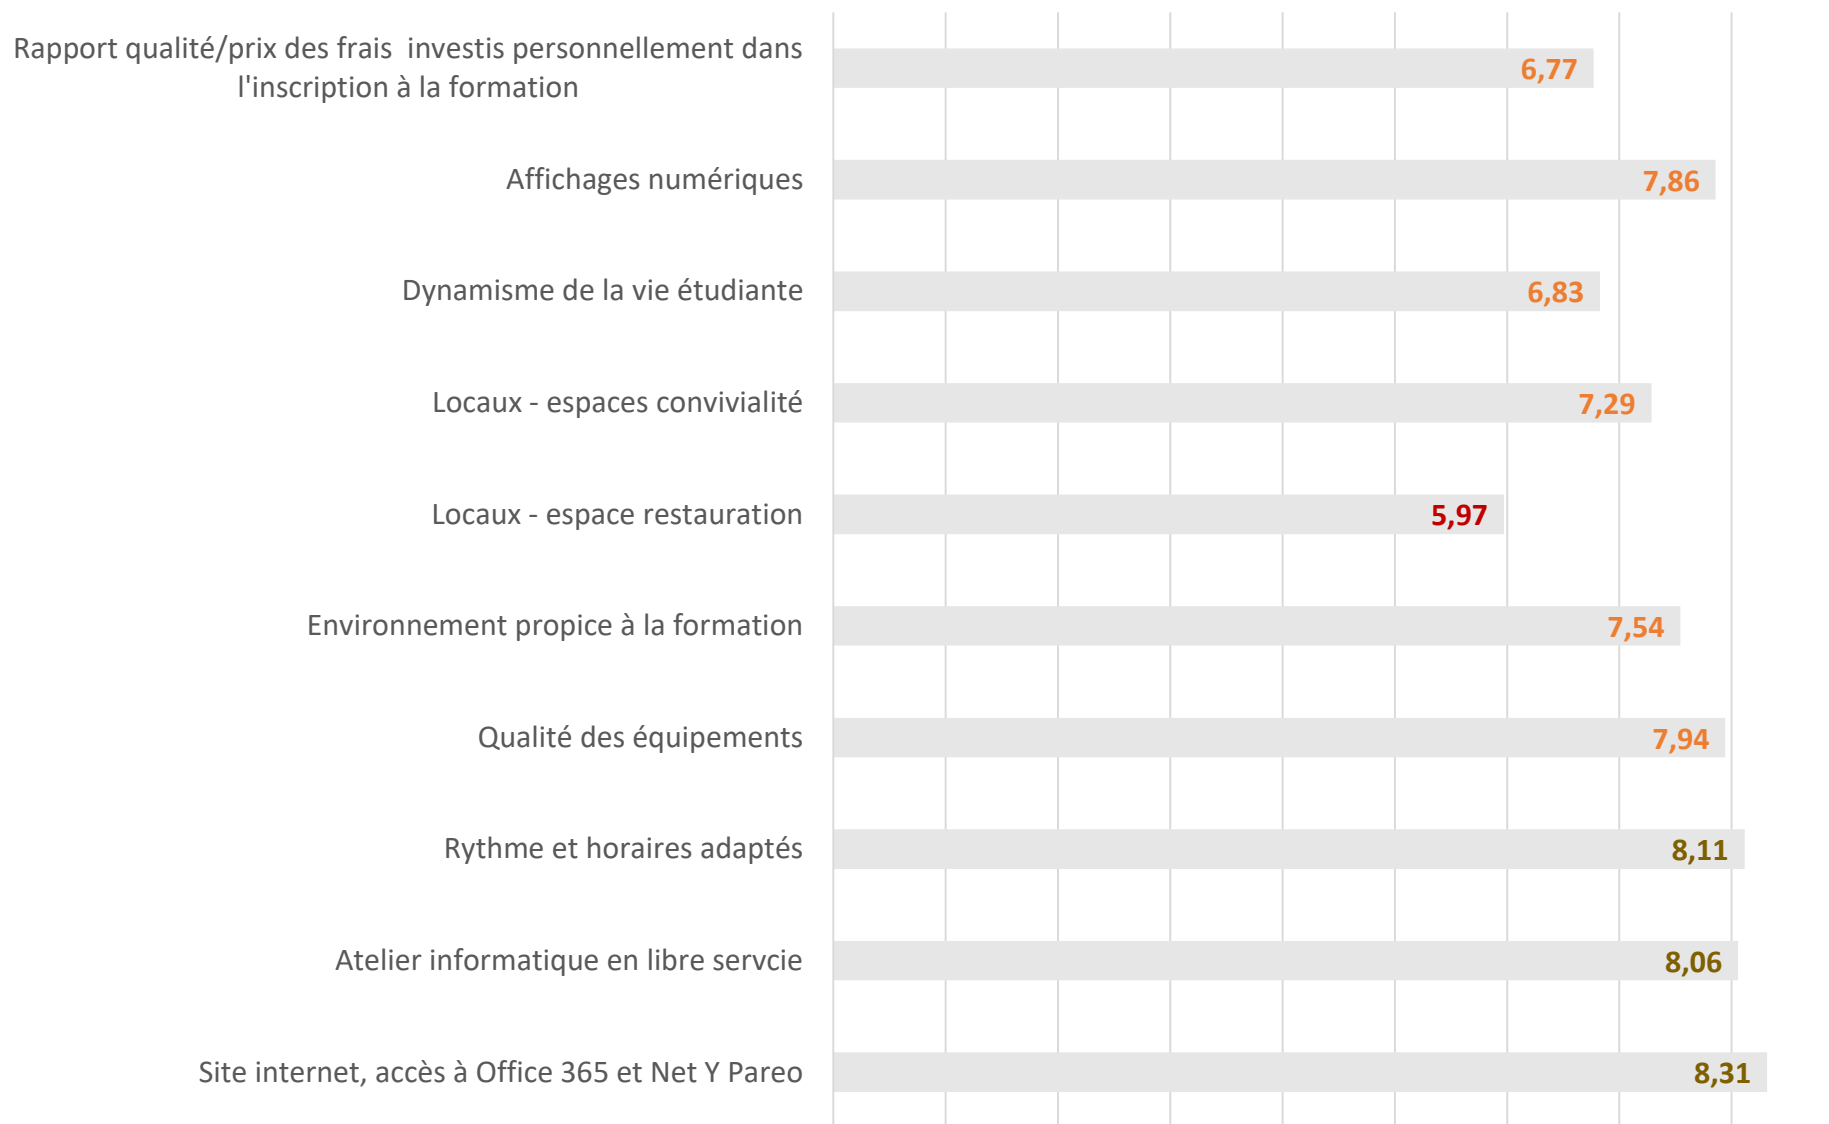 Rapport qualité/prix des frais  investis personnellement dans
l'inscription à la formation
6,77
Affichages numériques
7,86
Dynamisme de la vie étudiante
6,83
Locaux - espaces convivialité
7,29
Locaux - espace restauration
5,97
Environnement propice à la formation
7,54
Qualité des équipements
7,94
Rythme et horaires adaptés
8,11
Atelier informatique en libre servcie
8,06
Site internet, accès à Office 365 et Net Y Pareo
8,31